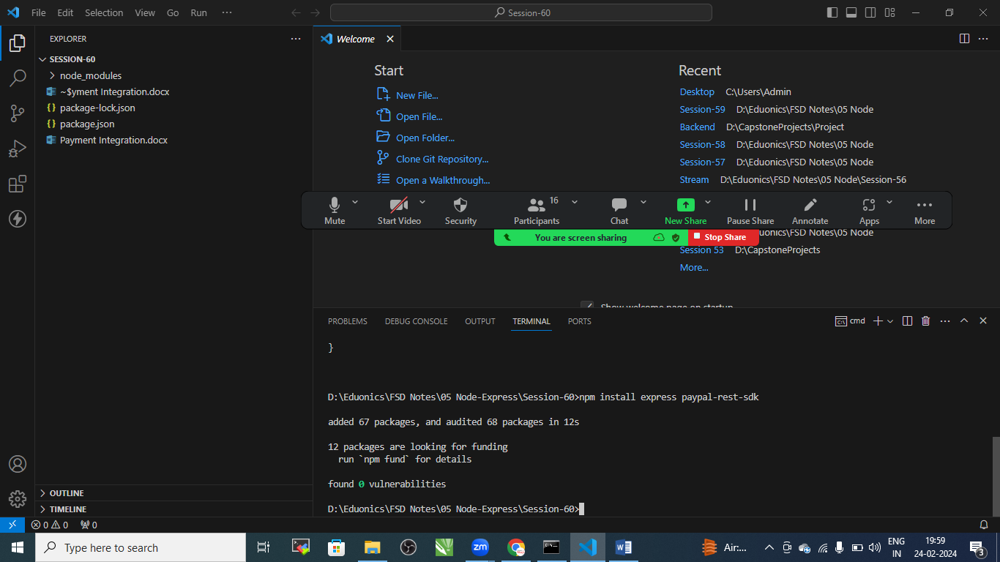 File Edit Selection View Go Run ···
Session-60
EXPLORER
SESSION-60
node_modules
~$yment Integration.docx
package-lock.json
package.json
Payment Integration.docx
OUTLINE
TIMELINE
Welcome
Start
New File...
Open File...
Open Folder...
Clone Git Repository...
Open a Walkthrough...
Recent
Desktop C:\Users\Admin
Session-59 D:\Eduonics\FSD Notes\05 Node
Backend D:\CapstoneProjects\Project
Session-58 D:\Eduonics\FSD Notes\05 Node
Session-57 D:\Eduonics\FSD Notes\05 Node
Stream D:\Eduonics\FSD Notes\05 Node\Session-56
16
Mute Start Video Security Participants Chat New Share Pause Share Annotate Apps More
You are screen sharing Stop Share
Notes\05 Node
Session 53 D:\CapstoneProjects
More...
Show welcome page on startup
PROBLEMS DEBUG CONSOLE OUTPUT TERMINAL PORTS
cmd
}
D:\Eduonics\FSD Notes\05 Node-Express\Session-60>npm install express paypal-rest-sdk
added 67 packages, and audited 68 packages in 12s
12 packages are looking for funding
run `npm fund` for details
found 0 vulnerabilities
D:\Eduonics\FSD Notes\05 Node-Express\Session-60>
0 0 0
Type here to search
zm
Air:...
ENG
IN
19:59
24-02-2024
3